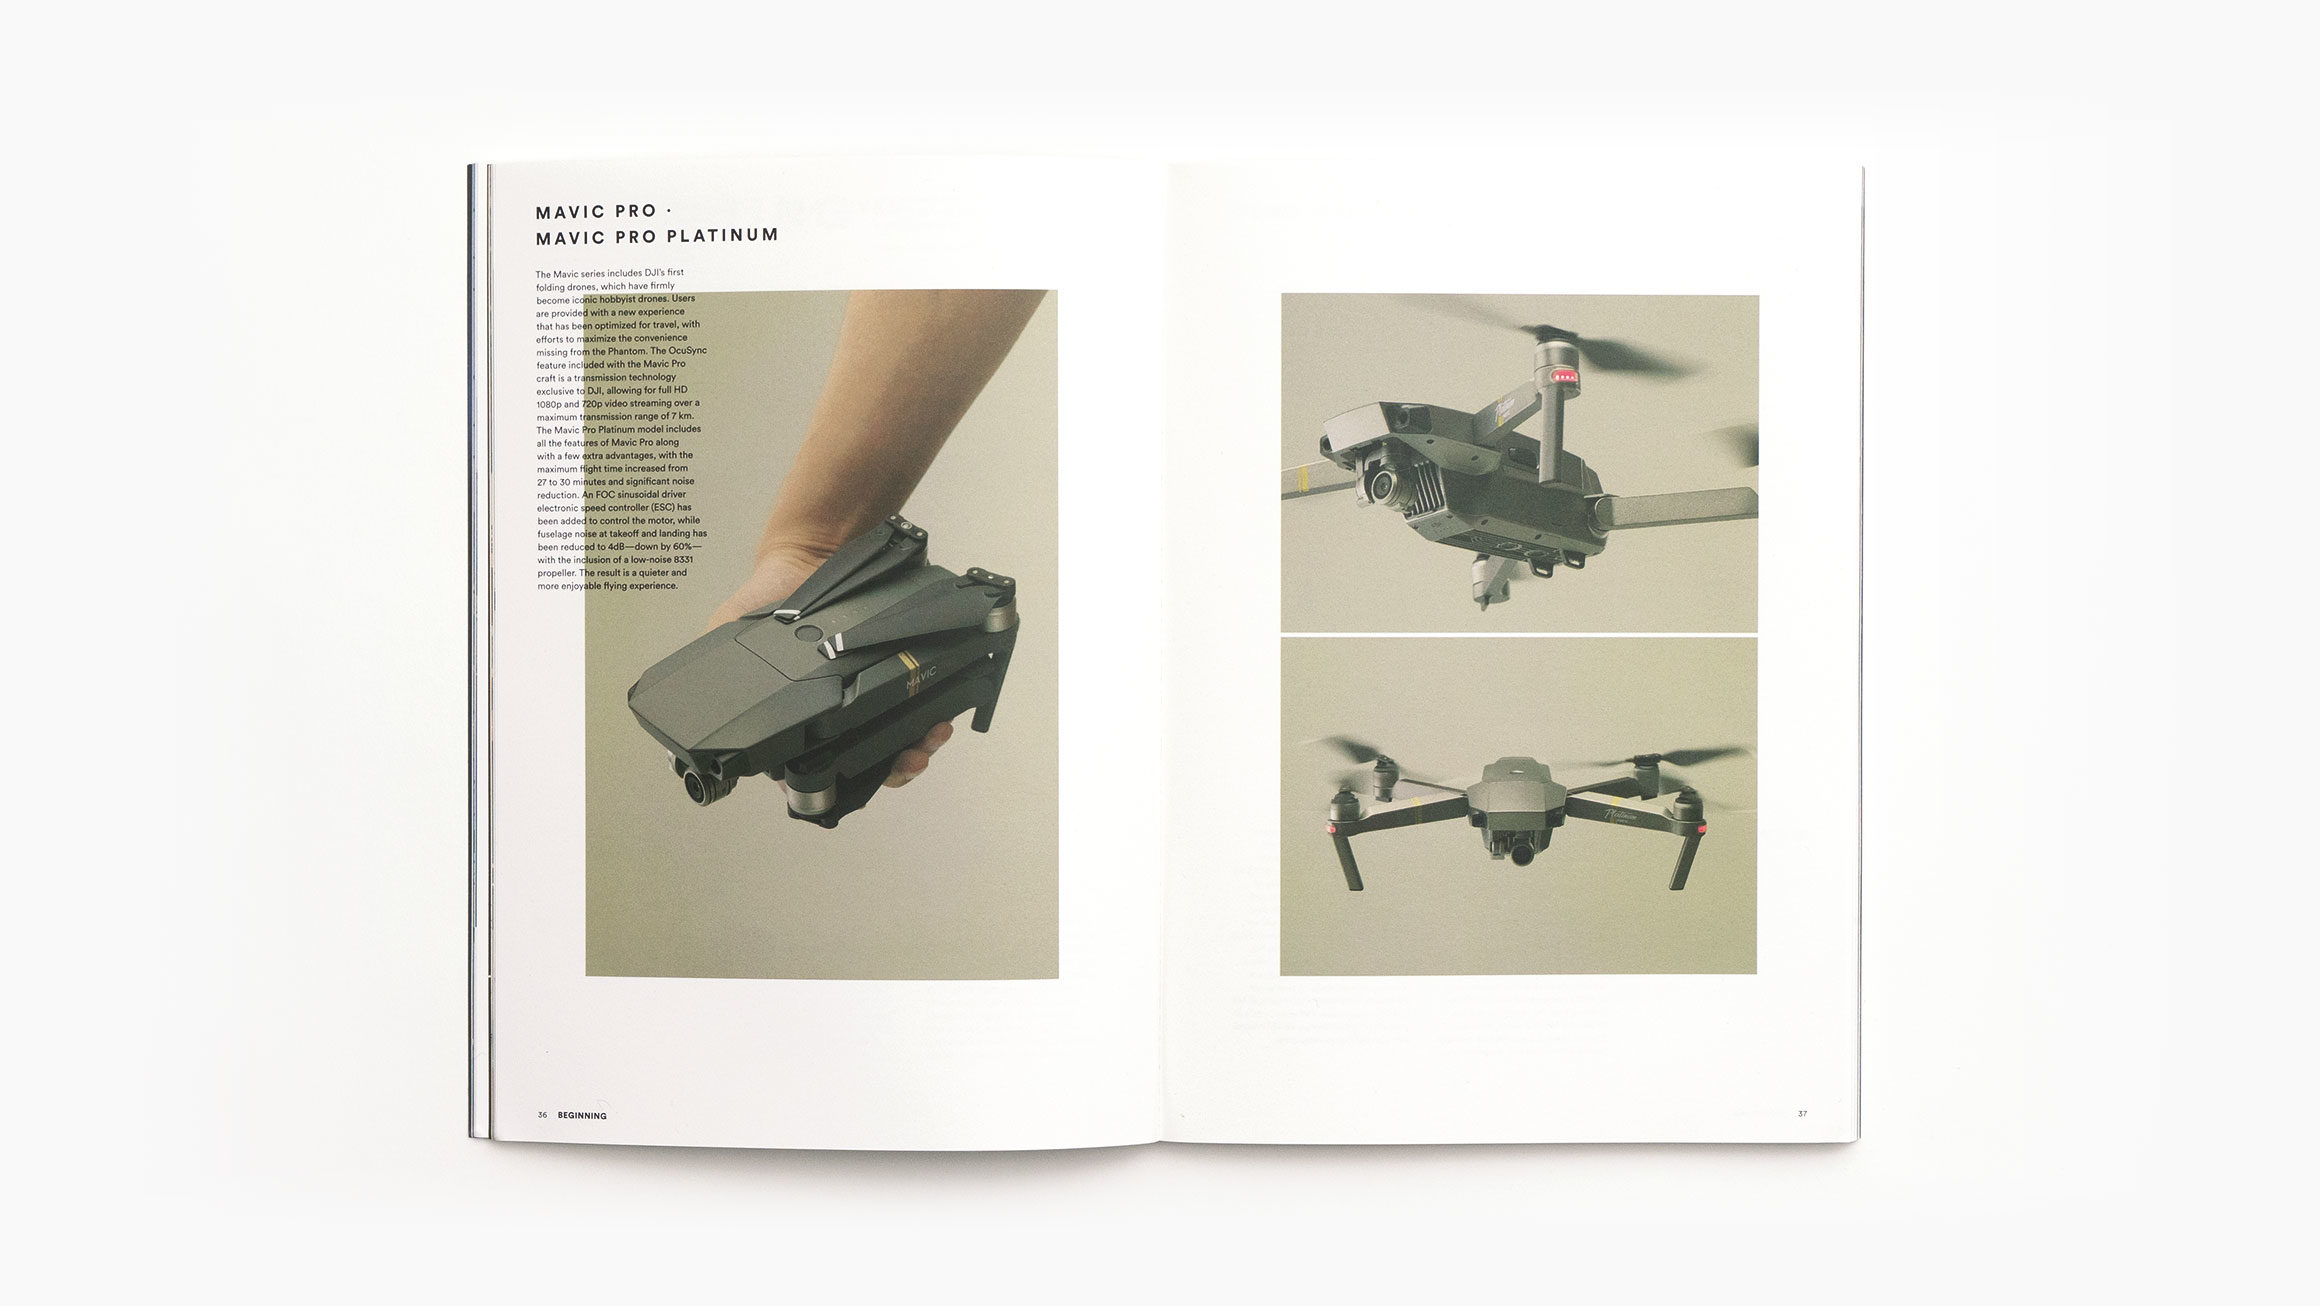 MAVIC PRO ·
MAVIC PRO PLATINUM
The Mavic series includes DJI's first
folding drones, which have firmly
become iconic hobbyist drones. Users
are provided with a new experience
that has been optimized for travel, with
efforts to maximize the convenience
missing from the Phantom. The OcuSync
feature included with the Mavic Pro
craft is a transmission technology
exclusive to DJI, allowing for full HD
1080p and 720p video streaming over a
maximum transmission range of 7 km.
The Mavic Pro Platinum model includes
all the features of Mavic Pro along
with a few extra advantages, with the
maximum flight time increased from
27 to 30 minutes and significant noise
reduction. An FOC sinusoidal driver
electronic speed controller (ESC) has
been added to control the motor, while
fuselage noise at takeoff and landing has
been reduced to 4dB—down by 60%—
with the inclusion of a low-noise 8331
propeller. The result is a quieter and
more enjoyable flying experience.
MAVIC
36 BEGINNING
Platinum
37